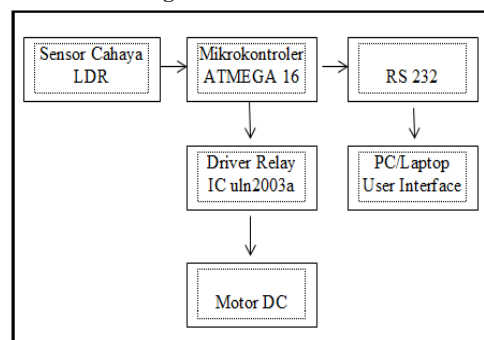 Sensor Cahaya
LDR
Mikrokontroler
ATMEGA 16
RS 232
Driver Relay
IC uln2003a
PC/Laptop
User Interface
Motor DC